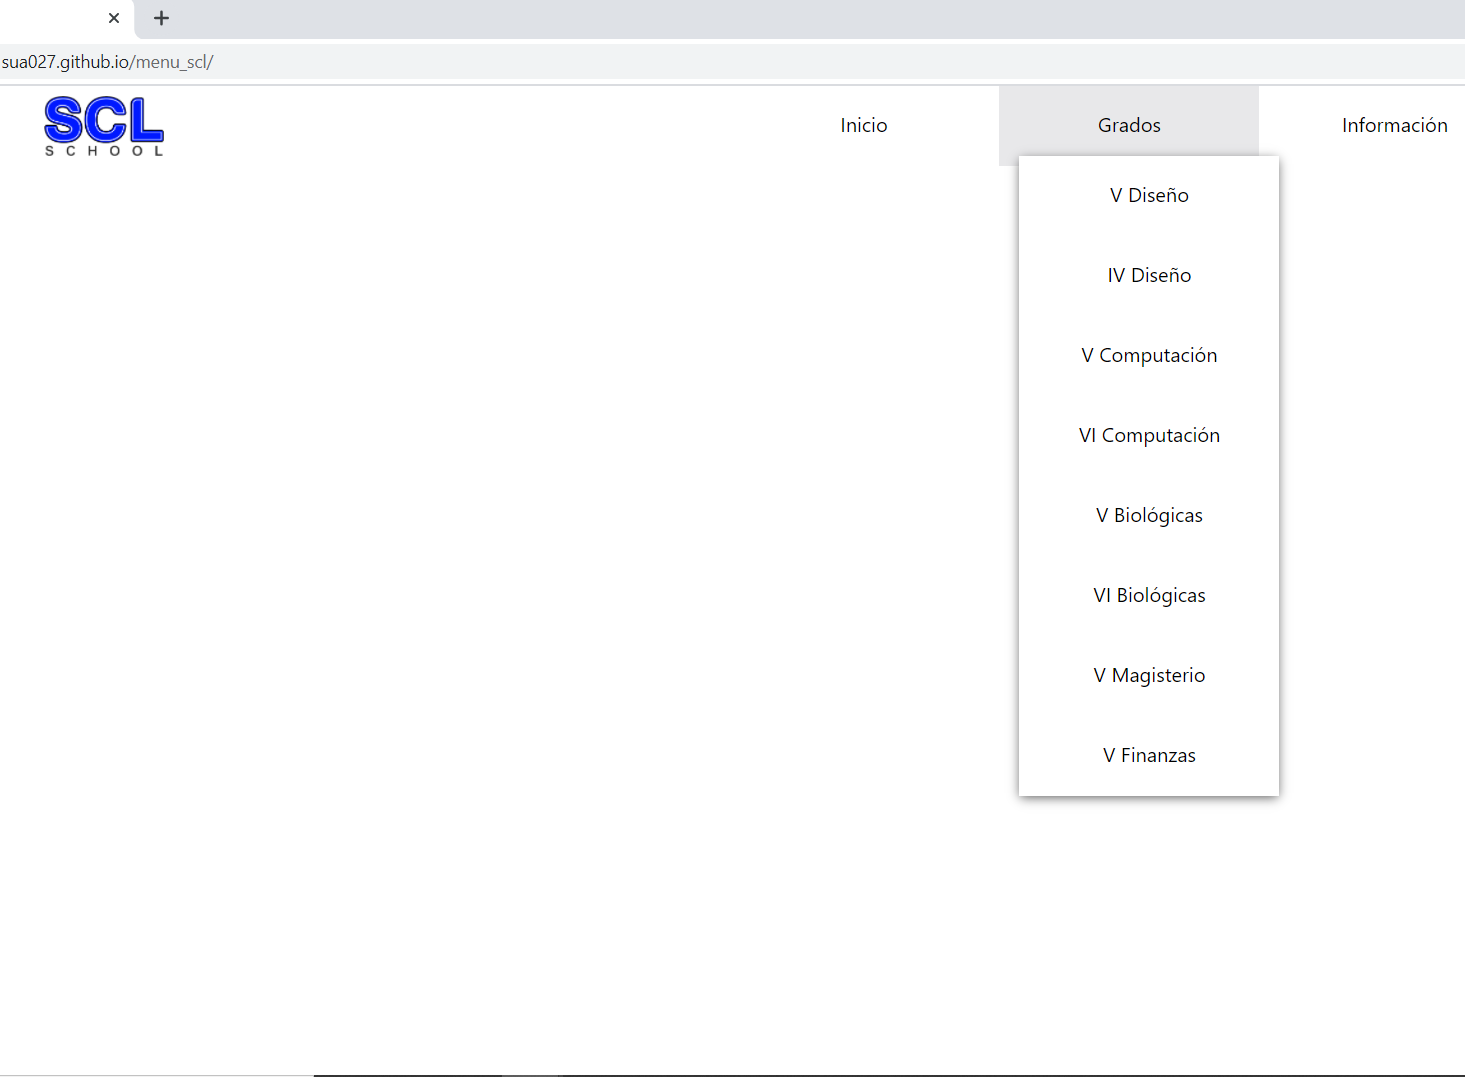 sua027.github.io/menu_scl/
SCL
SCHOOL
Inicio
Grados
Información
V Diseño
IV Diseño
V Computación
VI Computación
V Biológicas
VI Biológicas
V Magisterio
V Finanzas